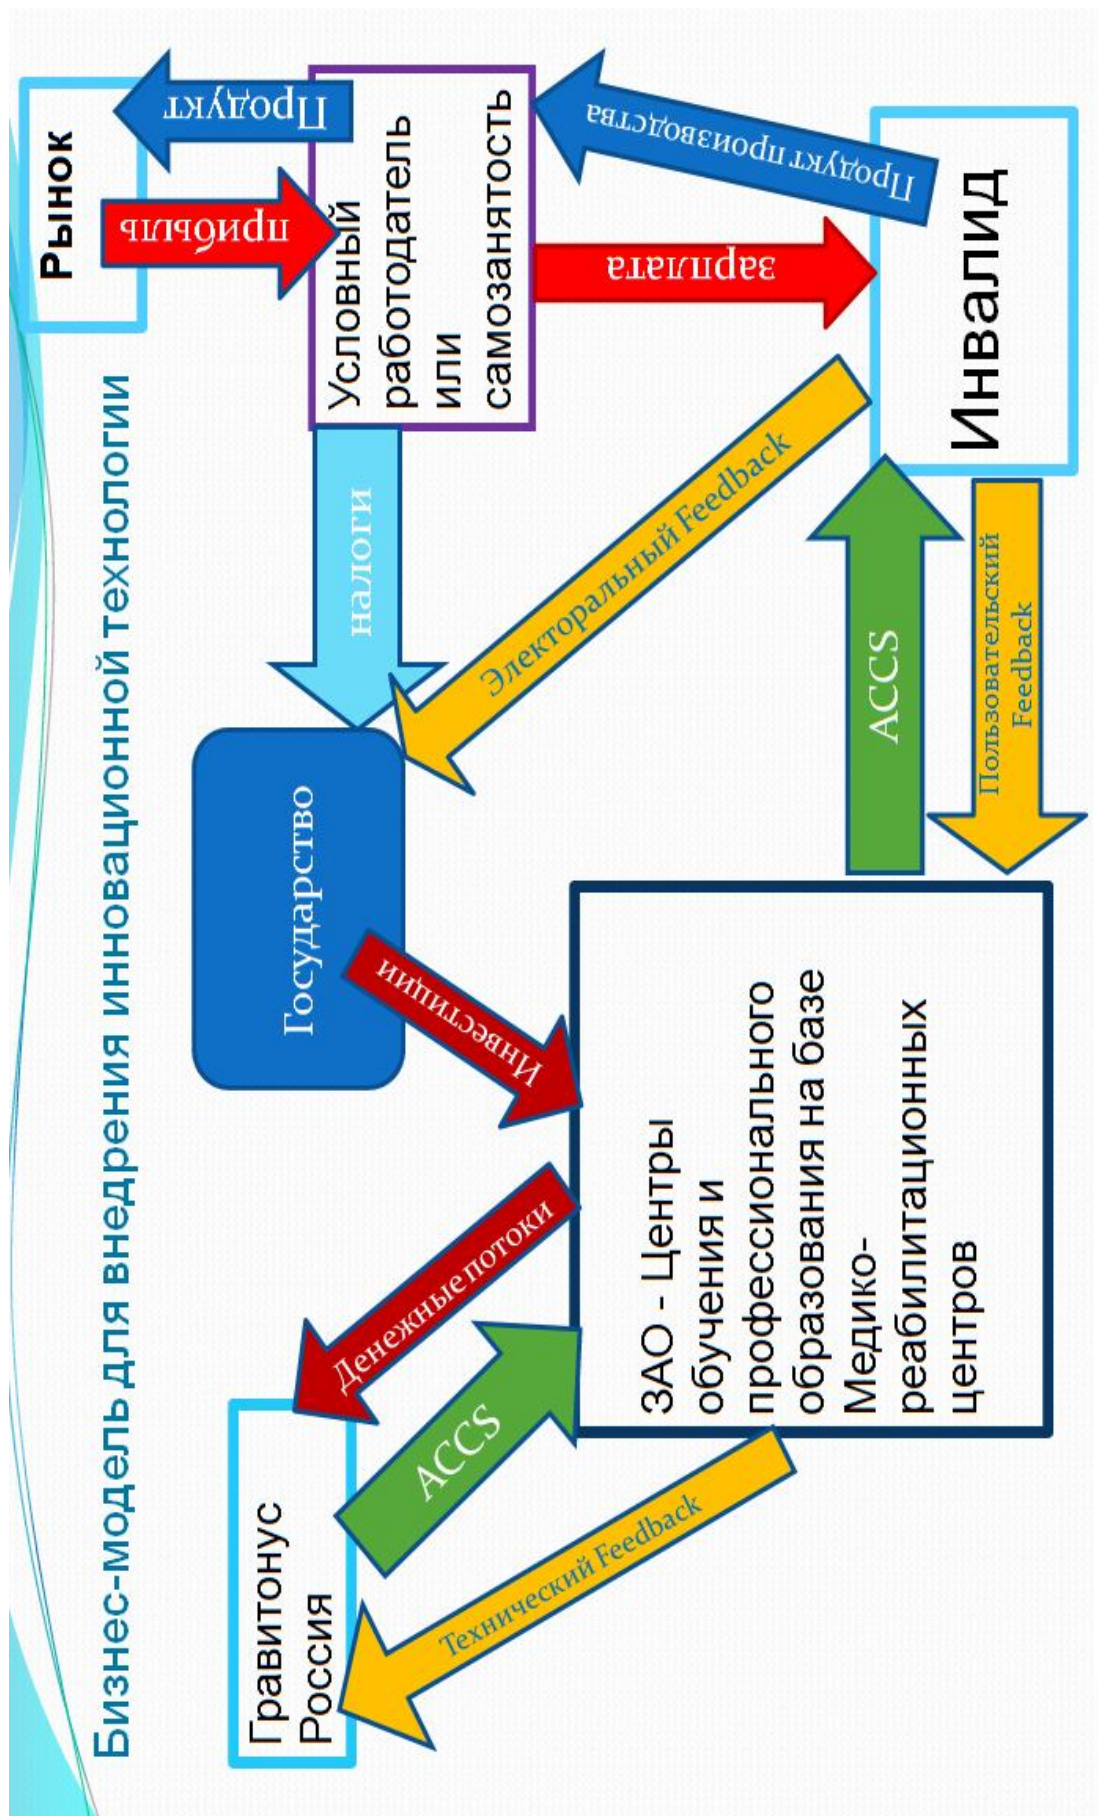 Бизнес-модель для внедрения инновационной технологии
Гравитонус
Россия
Государство
налоги
Условный
работодатель
или
самозанятость
Рынок
прибыль
Продукт
Денежные потоки
ACCS
Технический Feedback
Инвестиции
Электоральный Feedback
зарплата
Продукт производства
ЗАО - Центры
обучения и
профессионального
образования на базе
Медико-
реабилитационных
центров
ACCS
Пользовательский
Feedback
Инвалид